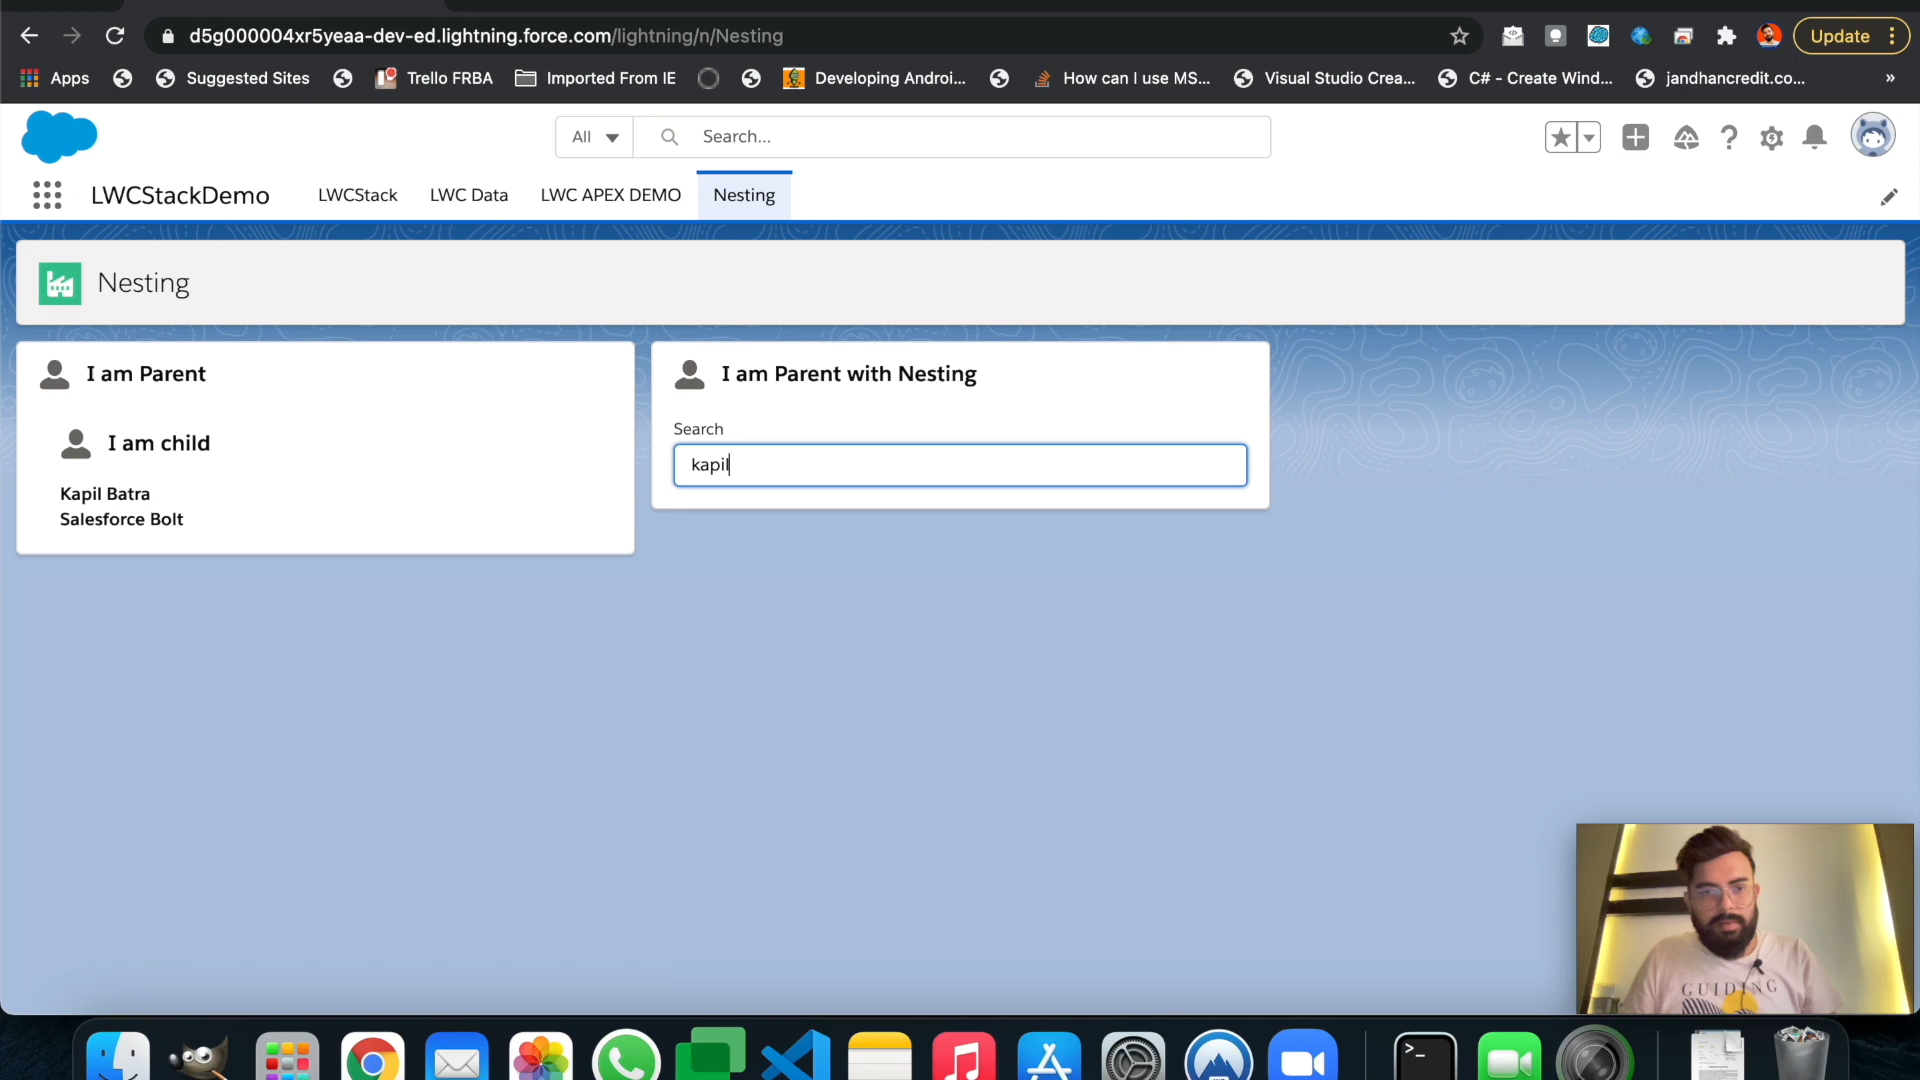 d5g000004xr5yeaa-dev-ed.lightning.force.com/lightning/n/Nesting
Update
Apps
Suggested Sites
Trello FRBA
Imported From IE
Developing Androi...
How can I use MS...
Visual Studio Crea...
C# - Create Wind...
jandhancredit.co...
»
All
Search...
LWCStackDemo
LWCStack
LWC Data
LWC APEX DEMO
Nesting
Nesting
I am Parent
I am child
Kapil Batra
Salesforce Bolt
I am Parent with Nesting
Search
kapil
GUIDING